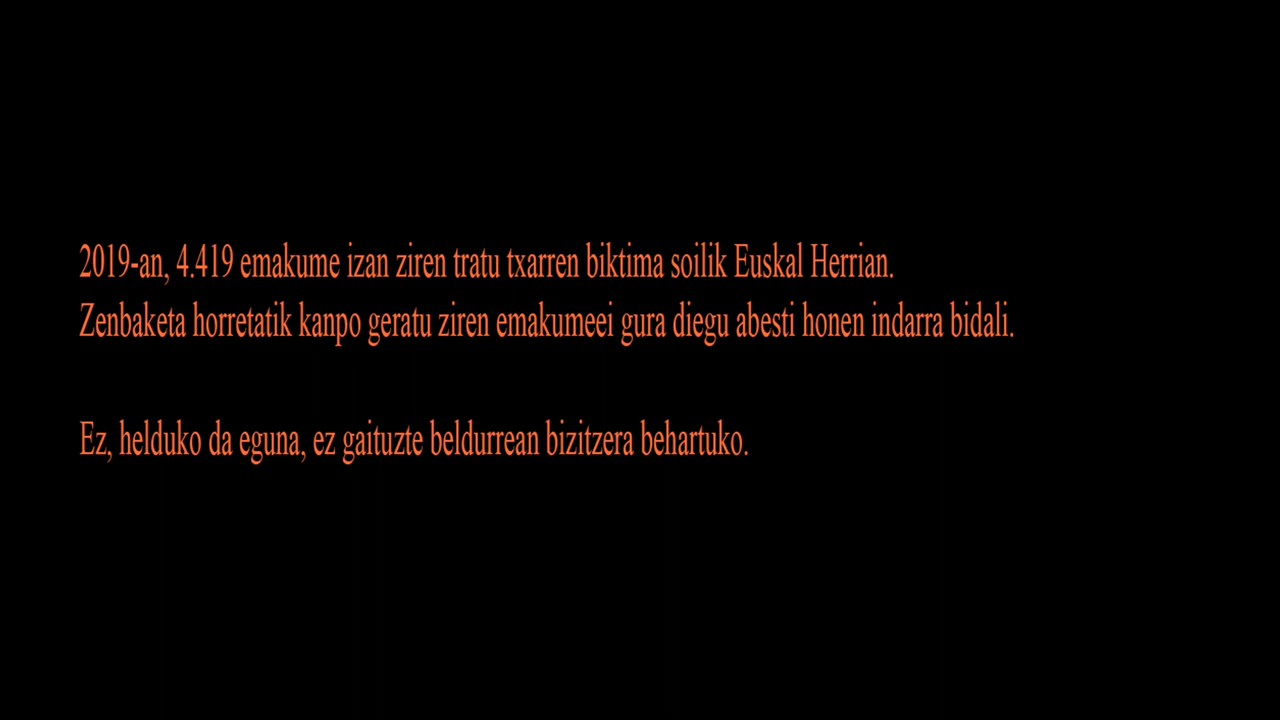 2019-an, 4.419 emakume izan ziren tratu txarren biktima soilik Euskal Herrian.
Zenbaketa horretatik kanpo geratu ziren emakumeei gura diegu abesti honen indarra bidali.
Ez, helduko da eguna, ez gaituzte beldurrean bizitzera behartuko.